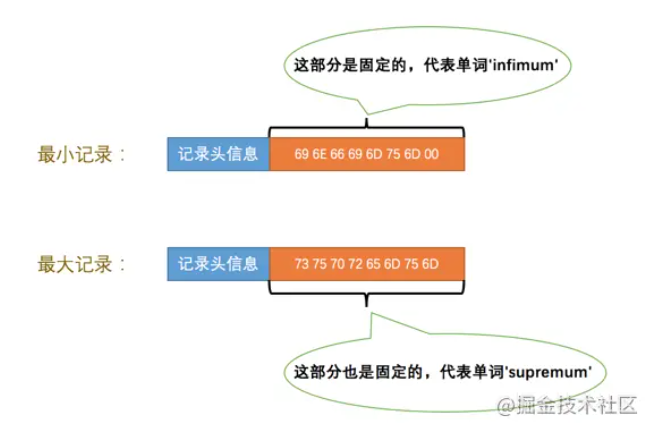 这部分是固定的，代表单词'infimum'
最小记录：
记录头信息
69 6E 66 69 6D 75 6D 00
最大记录：
记录头信息
73 75 70 72 65 6D 75 6D
这部分也是固定的，代表单词'supremum'
@掘金技术社区